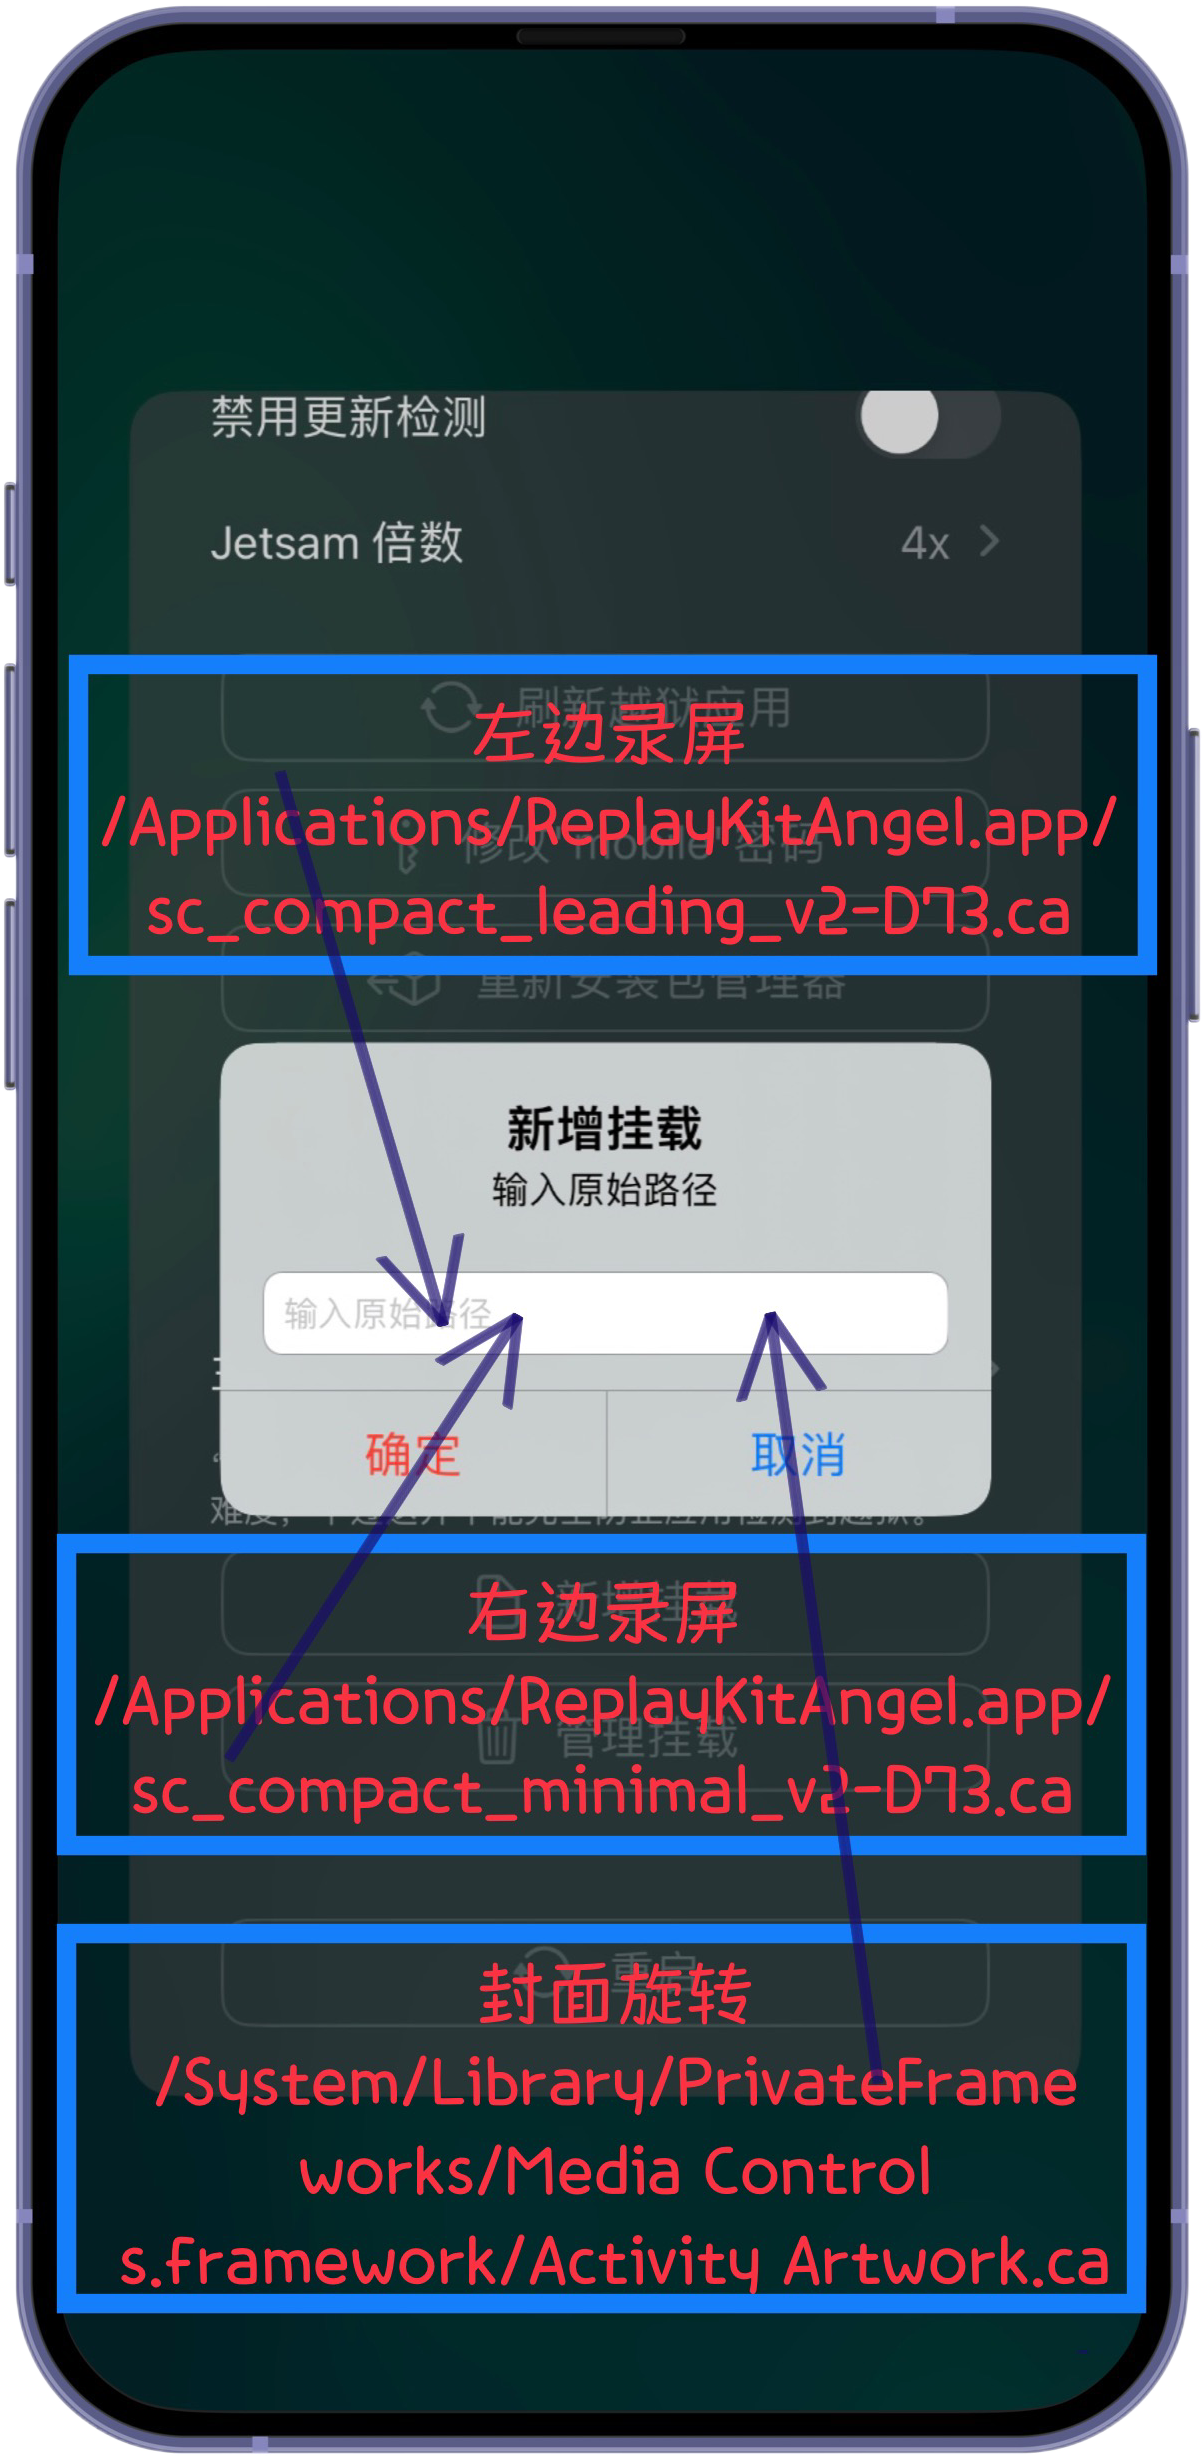 禁用更新检测
Jetsam 倍数 4x
刷新越狱应用
左边录屏
/Applications/ReplayKitAngel.app/
修改"mobile"密码
sc_compact_leading_v2-D73.ca
重新安装包管理器
新增挂载
输入原始路径
输入原始路径
确定 取消
新增挂载
右边录屏
/Applications/ReplayKitAngel.app/
管理挂载
sc_compact_minimal_v2-D73.ca
重启
封面旋转
/System/Library/PrivateFrame
works/Media Control
s.framework/Activity Artwork.ca